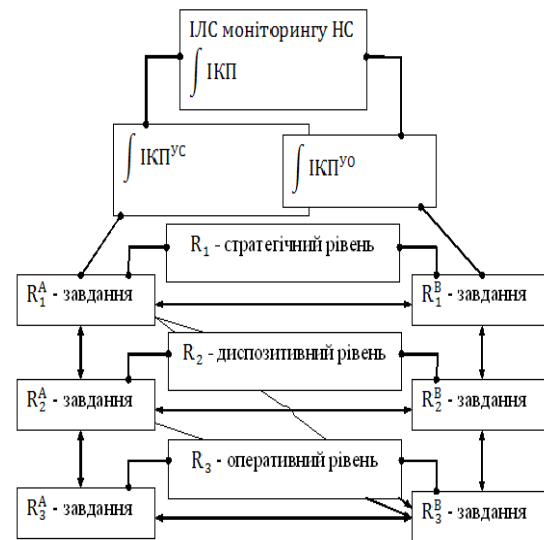 ІЛС моніторингу НС
∫ ІКП
∫ ІКП^УС
∫ ІКП^УО
R₁ - стратегічний рівень
R₁^A - завдання
R₁^B - завдання
R₂ - диспозитивний рівень
R₂^A - завдання
R₂^B - завдання
R₃ - оперативний рівень
R₃^A - завдання
R₃^B - завдання